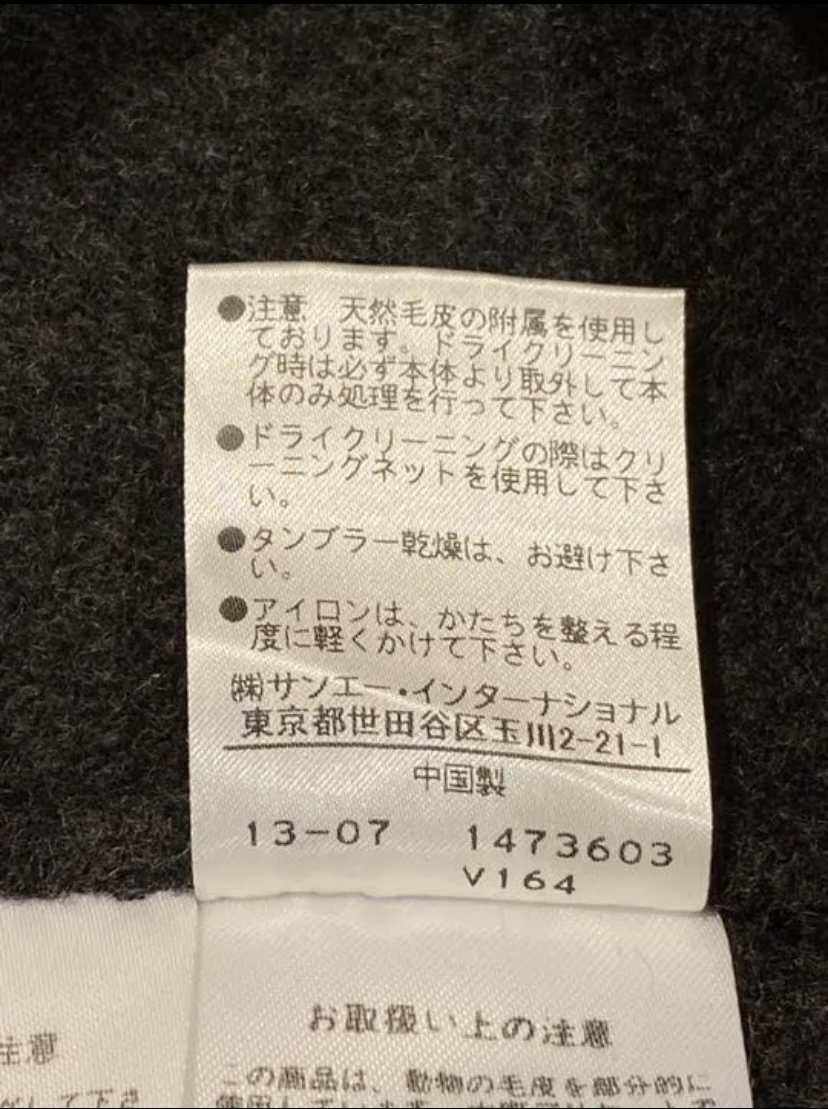 ●注意　天然毛皮の附属を使用し
ております。ドライクリーニン
グ時は必ず本体より取外して本
体のみ処理を行って下さい。
●ドライクリーニングの際はクリ
ーニングネットを使用して下さ
い。
●タンブラー乾燥は、お避け下さ
い。
●アイロンは、かたちを整える程
度に軽くかけて下さい。
㈱サンエー・インターナショナル
東京都世田谷区玉川2-21-1
中国製
13-07　1473603
V164
お取扱い上の注意
この商品は、動物の毛皮を部分的に
注意
して下さ